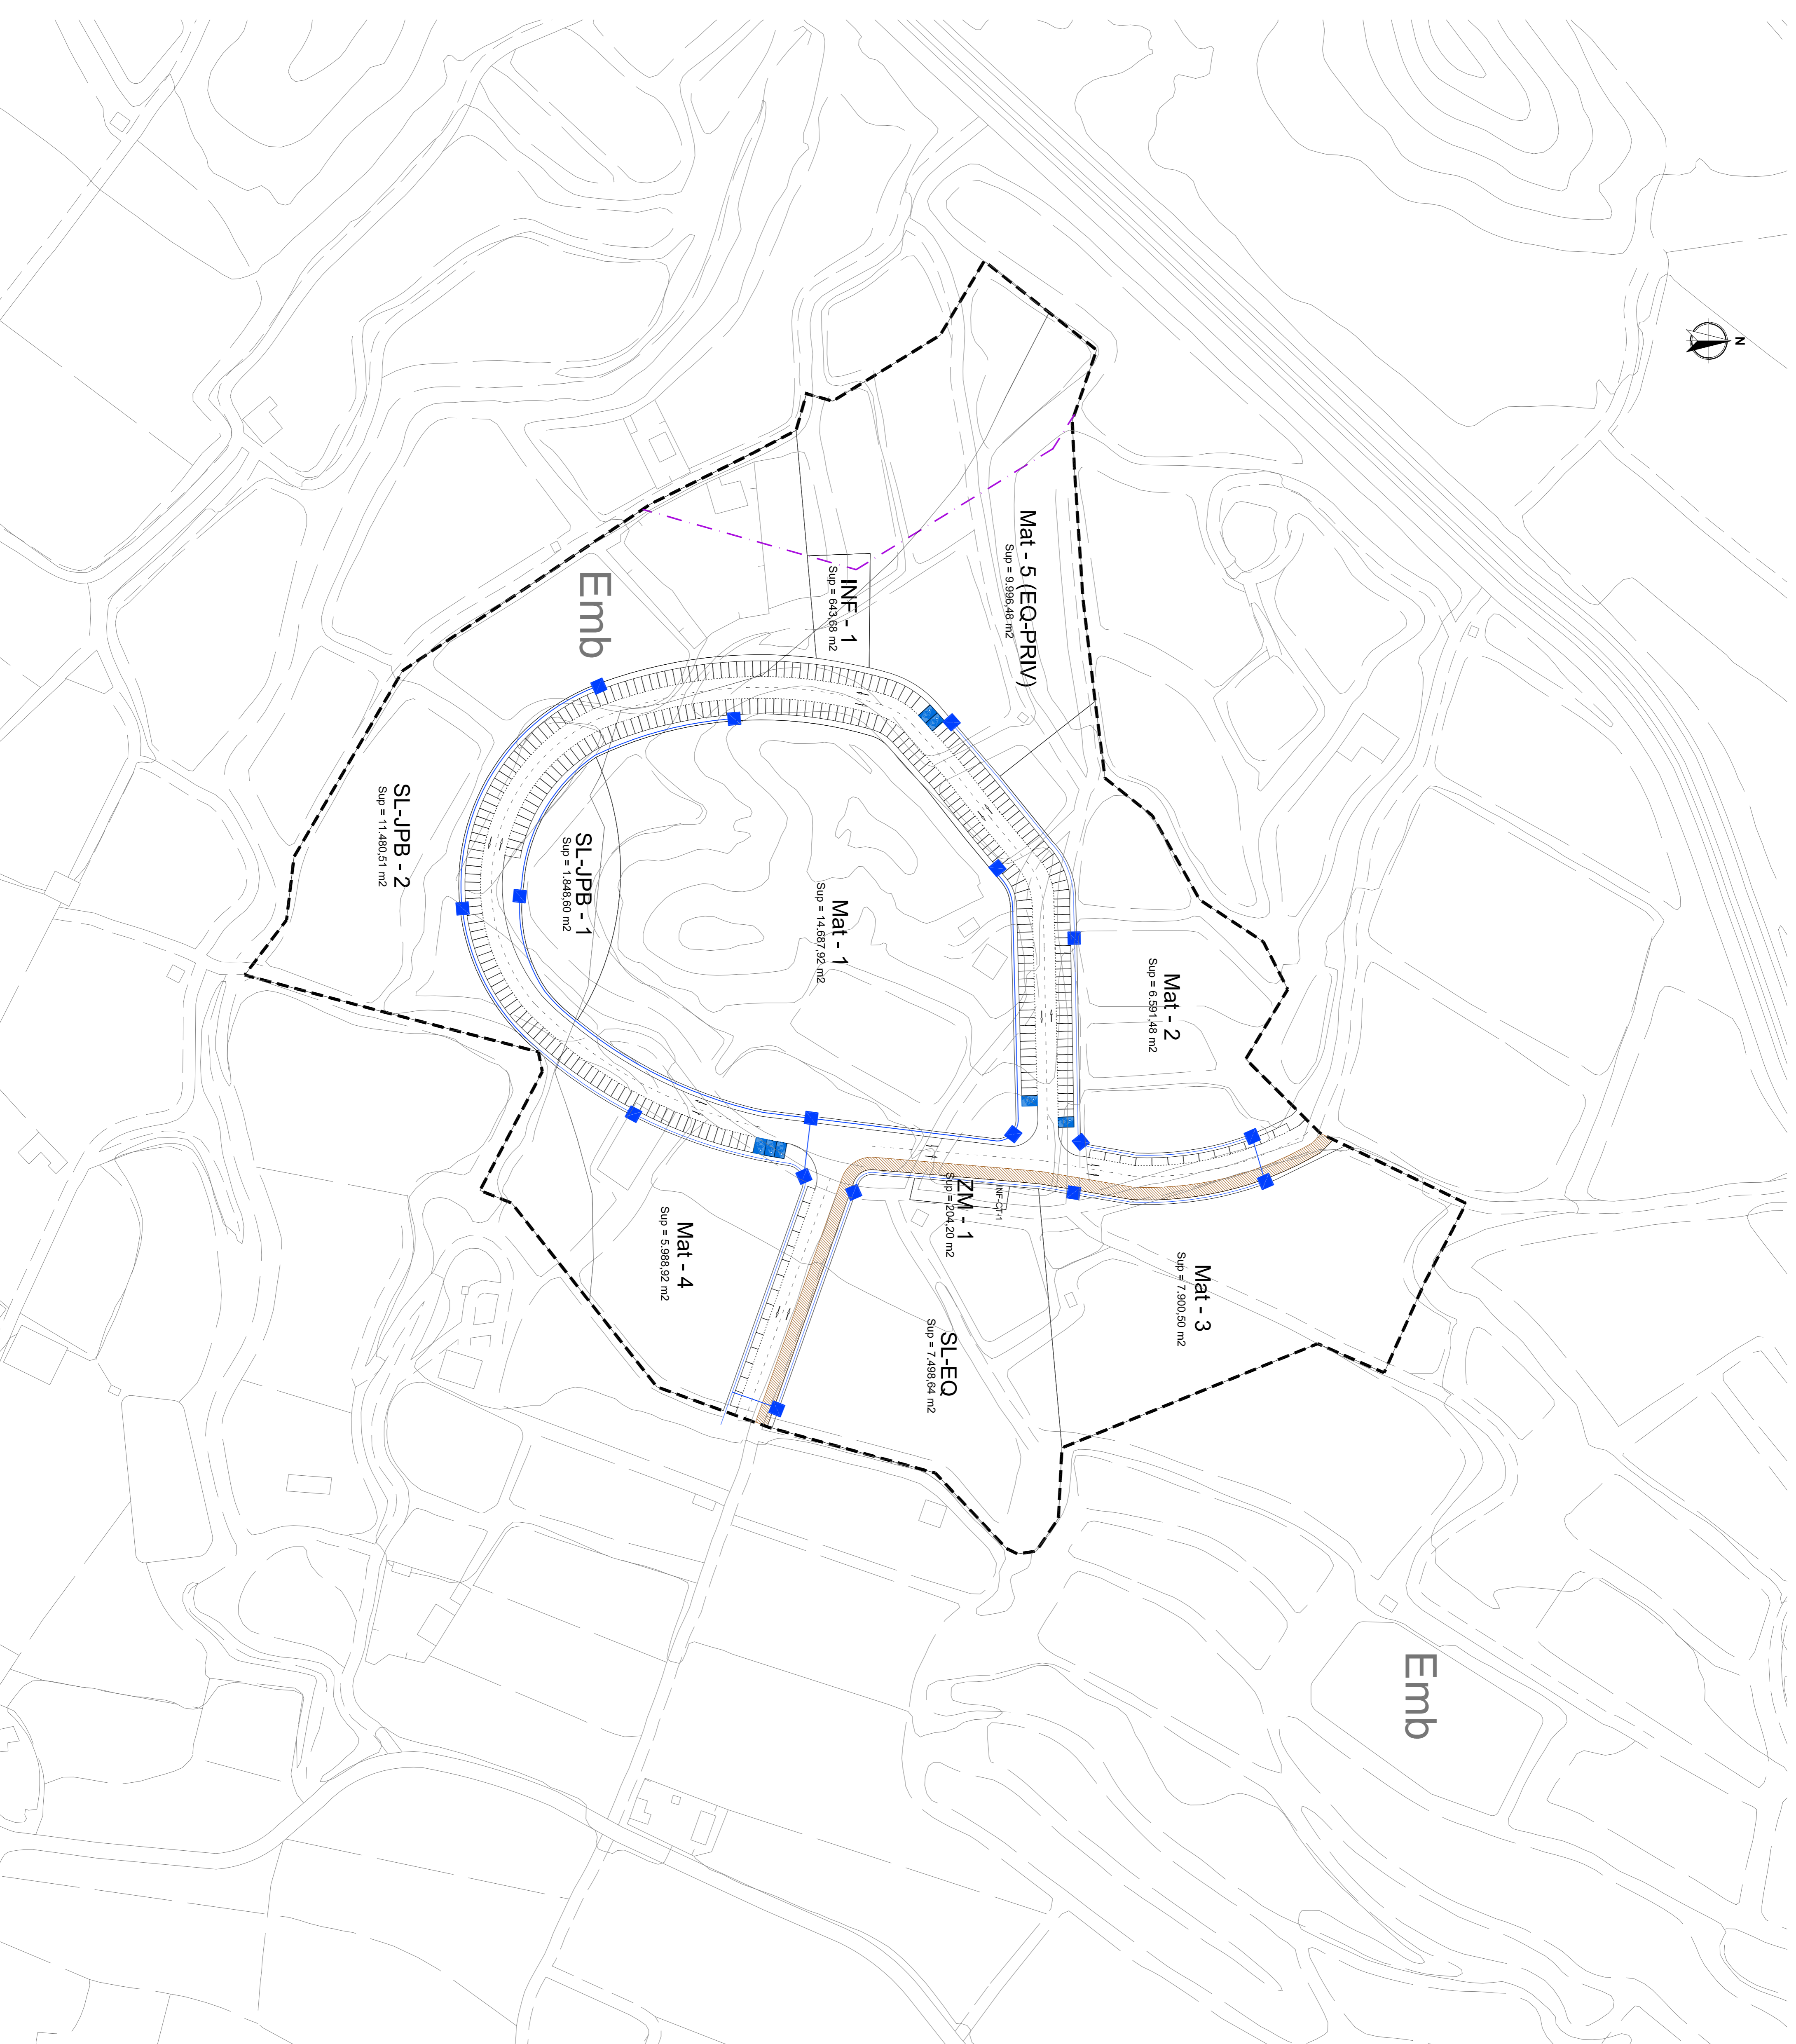 N
Mat - 5 (EQ-PRIV)
Sup = 9.996,48 m2
INF - 1
Sup = 643,68 m2
Emb
SL-JPB - 2
Sup = 11.480,51 m2
SL-JPB - 1
Sup = 1.848,60 m2
Mat - 1
Sup = 14.687,92 m2
Mat - 2
Sup = 6.591,48 m2
INF-CT-1
ZM - 1
Sup = 204,20 m2
Mat - 4
Sup = 5.988,92 m2
Mat - 3
Sup = 7.900,50 m2
SL-EQ
Sup = 7.498,64 m2
Emb